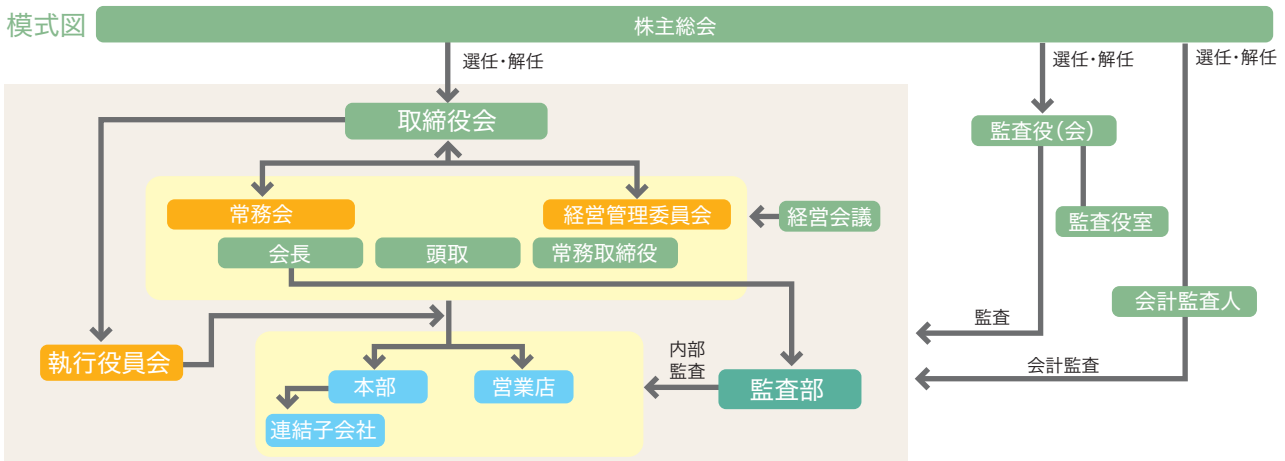 模式図
株主総会
選任・解任
選任・解任
選任・解任
取締役会
監査役(会)
常務会
経営管理委員会
経営会議
監査役室
会長
頭取
常務取締役
会計監査人
監査
執行役員会
内部
監査
会計監査
本部
営業店
監査部
連結子会社